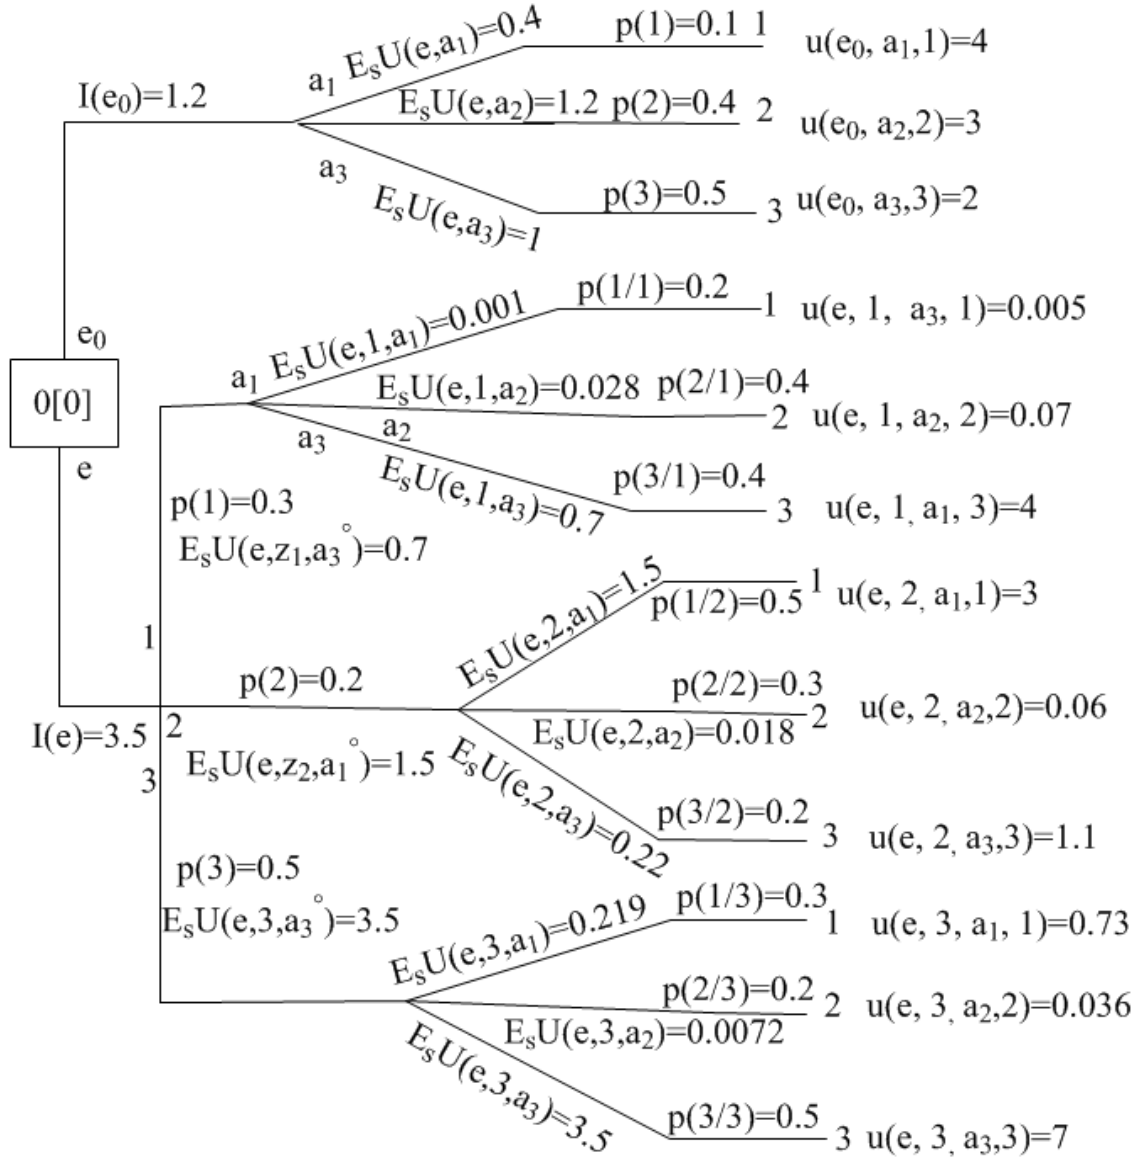 a₁ EₛU(e,a₁)=0.4
p(1)=0.1 1
u(e₀, a₁,1)=4
I(e₀)=1.2
EₛU(e,a₂)=1.2 p(2)=0.4 2
u(e₀, a₂,2)=3
a₃
EₛU(e,a₃)=1
p(3)=0.5
3 u(e₀, a₃,3)=2
e₀
0[0]
e
a₁ EₛU(e,1,a₁)=0.001
p(1/1)=0.2
1 u(e, 1, a₃, 1)=0.005
EₛU(e,1,a₂)=0.028 p(2/1)=0.4
2 u(e, 1, a₂, 2)=0.07
a₃
a₂
EₛU(e,1,a₃)=0.7
p(3/1)=0.4
3 u(e, 1, a₁, 3)=4
p(1)=0.3
EₛU(e,z₁,a₃°)=0.7
1
EₛU(e,2,a₁)=1.5
p(1/2)=0.5
1 u(e, 2, a₁,1)=3
p(2)=0.2
p(2/2)=0.3
2 u(e, 2, a₂,2)=0.06
I(e)=3.5
2
EₛU(e,z₂,a₁°)=1.5
EₛU(e,2,a₂)=0.018
3
EₛU(e,2,a₃)=0.22
p(3/2)=0.2
3 u(e, 2, a₃,3)=1.1
p(3)=0.5
EₛU(e,3,a₃°)=3.5
EₛU(e,3,a₁)=0.219
p(1/3)=0.3
1 u(e, 3, a₁, 1)=0.73
p(2/3)=0.2
2 u(e, 3, a₂,2)=0.036
EₛU(e,3,a₂)=0.0072
EₛU(e,3,a₃)=3.5
p(3/3)=0.5
3 u(e, 3, a₃,3)=7